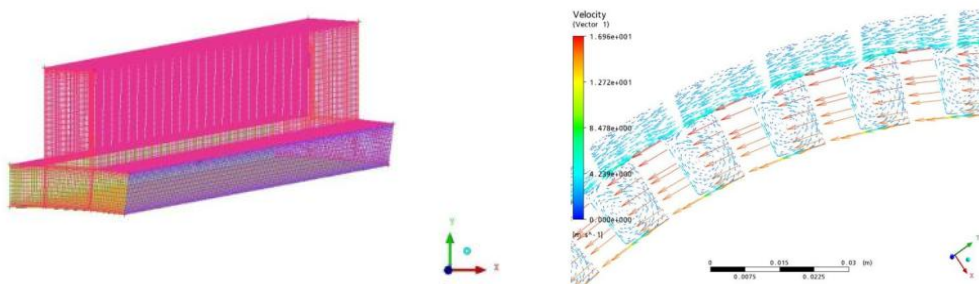 Y
X
Velocity
(Vector 1)
1.696e+001
1.272e+001
8.478e+000
4.239e+000
0.000e+000
[m s^-1]
0 0.015 0.03 (m)
0.0075 0.0225
Y
X